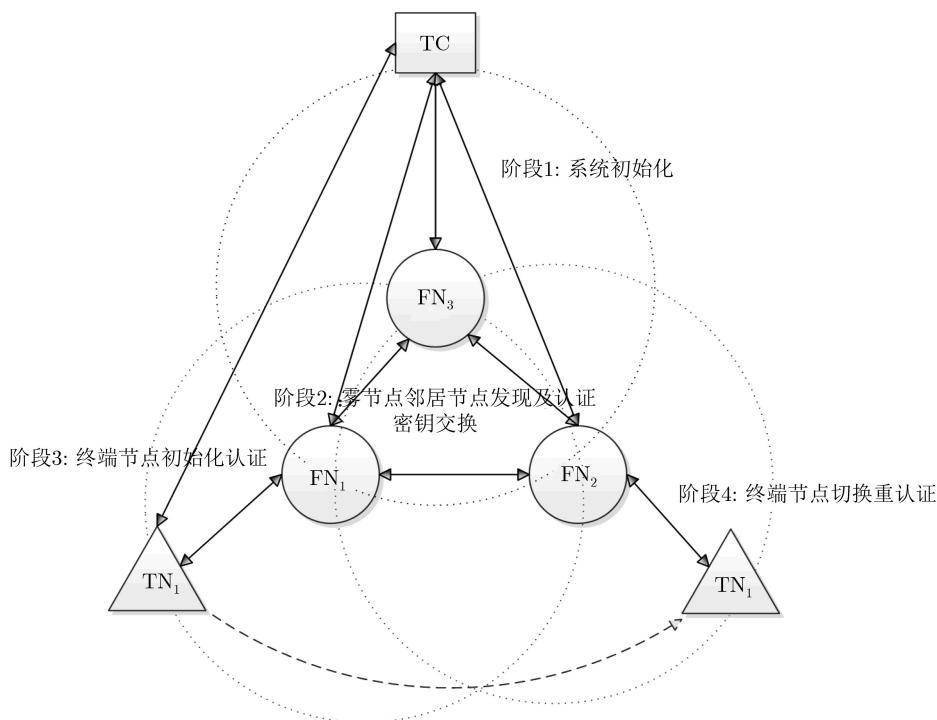 TC
阶段1: 系统初始化
FN₃
阶段2: 雾节点邻居节点发现及认证
密钥交换
阶段3: 终端节点初始化认证
FN₁
FN₂
阶段4: 终端节点切换重认证
TN₁
TN₁